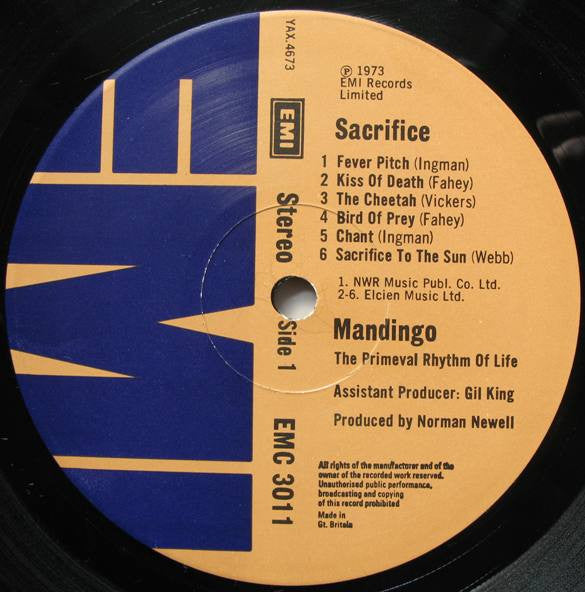 YAX.4673
℗ 1973
EMI Records
Limited
EMI
Sacrifice
1 Fever Pitch (Ingman)
2 Kiss Of Death (Fahey)
3 The Cheetah (Vickers)
4 Bird Of Prey (Fahey)
5 Chant (Ingman)
6 Sacrifice To The Sun (Webb)
1. NWR Music Publ. Co. Ltd.
2-6. Elcien Music Ltd.
Stereo Side 1
Mandingo
The Primeval Rhythm Of Life
Assistant Producer: Gil King
Produced by Norman Newell
EMC 3011
All rights of the manufacturer and of the
owner of the recorded work reserved.
Unauthorised public performance,
broadcasting and copying
of this record prohibited
Made in
Gt. Britain
EMI